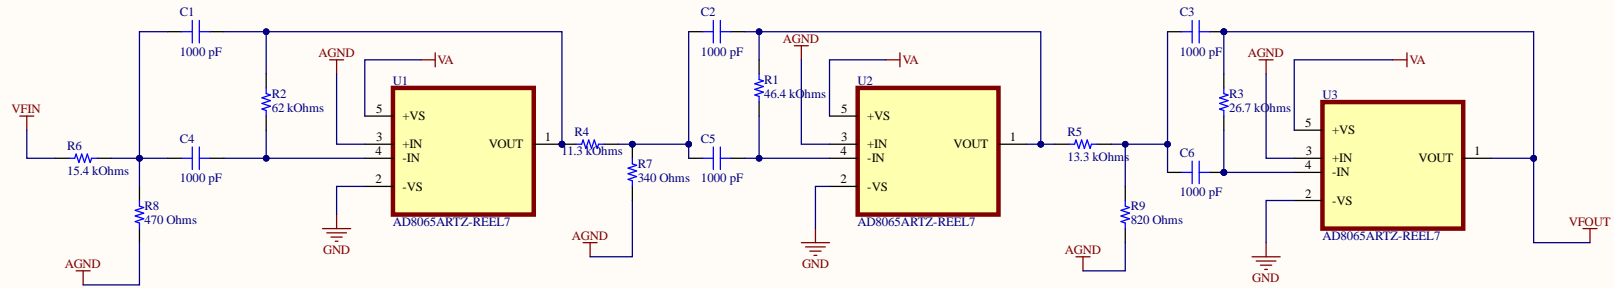 VFIN
R6
15.4 kOhms
C1
1000 pF
C4
1000 pF
R8
470 Ohms
AGND
R2
62 kOhms
AGND
VA
U1
5
+VS
3
+IN
4
-IN
2
-VS
VOUT
1
AD8065ARTZ-REEL7
GND
R4
11.3 kOhms
R7
340 Ohms
AGND
C2
1000 pF
C5
1000 pF
R1
46.4 kOhms
AGND
VA
U2
5
+VS
3
+IN
4
-IN
2
-VS
VOUT
1
AD8065ARTZ-REEL7
GND
R5
13.3 kOhms
R9
820 Ohms
AGND
C3
1000 pF
C6
1000 pF
R3
26.7 kOhms
AGND
VA
U3
5
+VS
3
+IN
4
-IN
2
-VS
VOUT
1
AD8065ARTZ-REEL7
GND
VFOUT